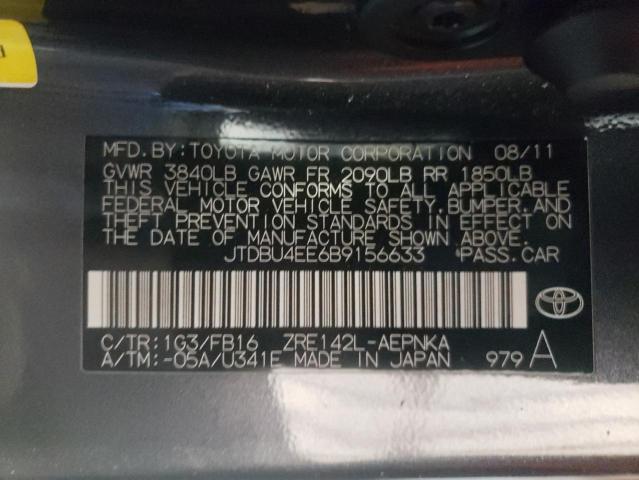 MFD.BY:TOYOTA MOTOR CORPORATION 08/11
GVWR 3840LB GAWR FR 2090LB RR 1850LB
THIS VEHICLE CONFORMS TO ALL APPLICABLE
FEDERAL MOTOR VEHICLE SAFETY,BUMPER,AND
THEFT PREVENTION STANDARDS IN EFFECT ON
THE DATE OF MANUFACTURE SHOWN ABOVE.
JTDBU4EE6B9156633 *PASS.CAR
C/TR:1G3/FB16 ZRE142L-AEPNKA
A/TM:-05A/U341E MADE IN JAPAN 979 A